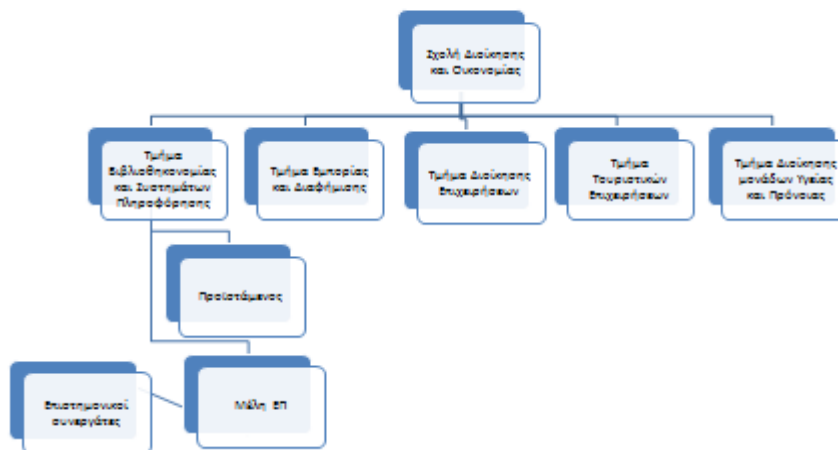 Σχολή Διοίκησης
και Οικονομίας
Τμήμα
Βιβλιοθηκονομίας
και Συστημάτων
Πληροφόρησης
Τμήμα Εμπορίας
και Διαφήμισης
Τμήμα Διοίκησης
Επιχειρήσεων
Τμήμα
Τουριστικών
Επιχειρήσεων
Τμήμα Διοίκησης
μονάδων Υγείας
και Πρόνοιας
Προϊστάμενος
Επιστημονικοί
συνεργάτες
Μέλη ΕΠ